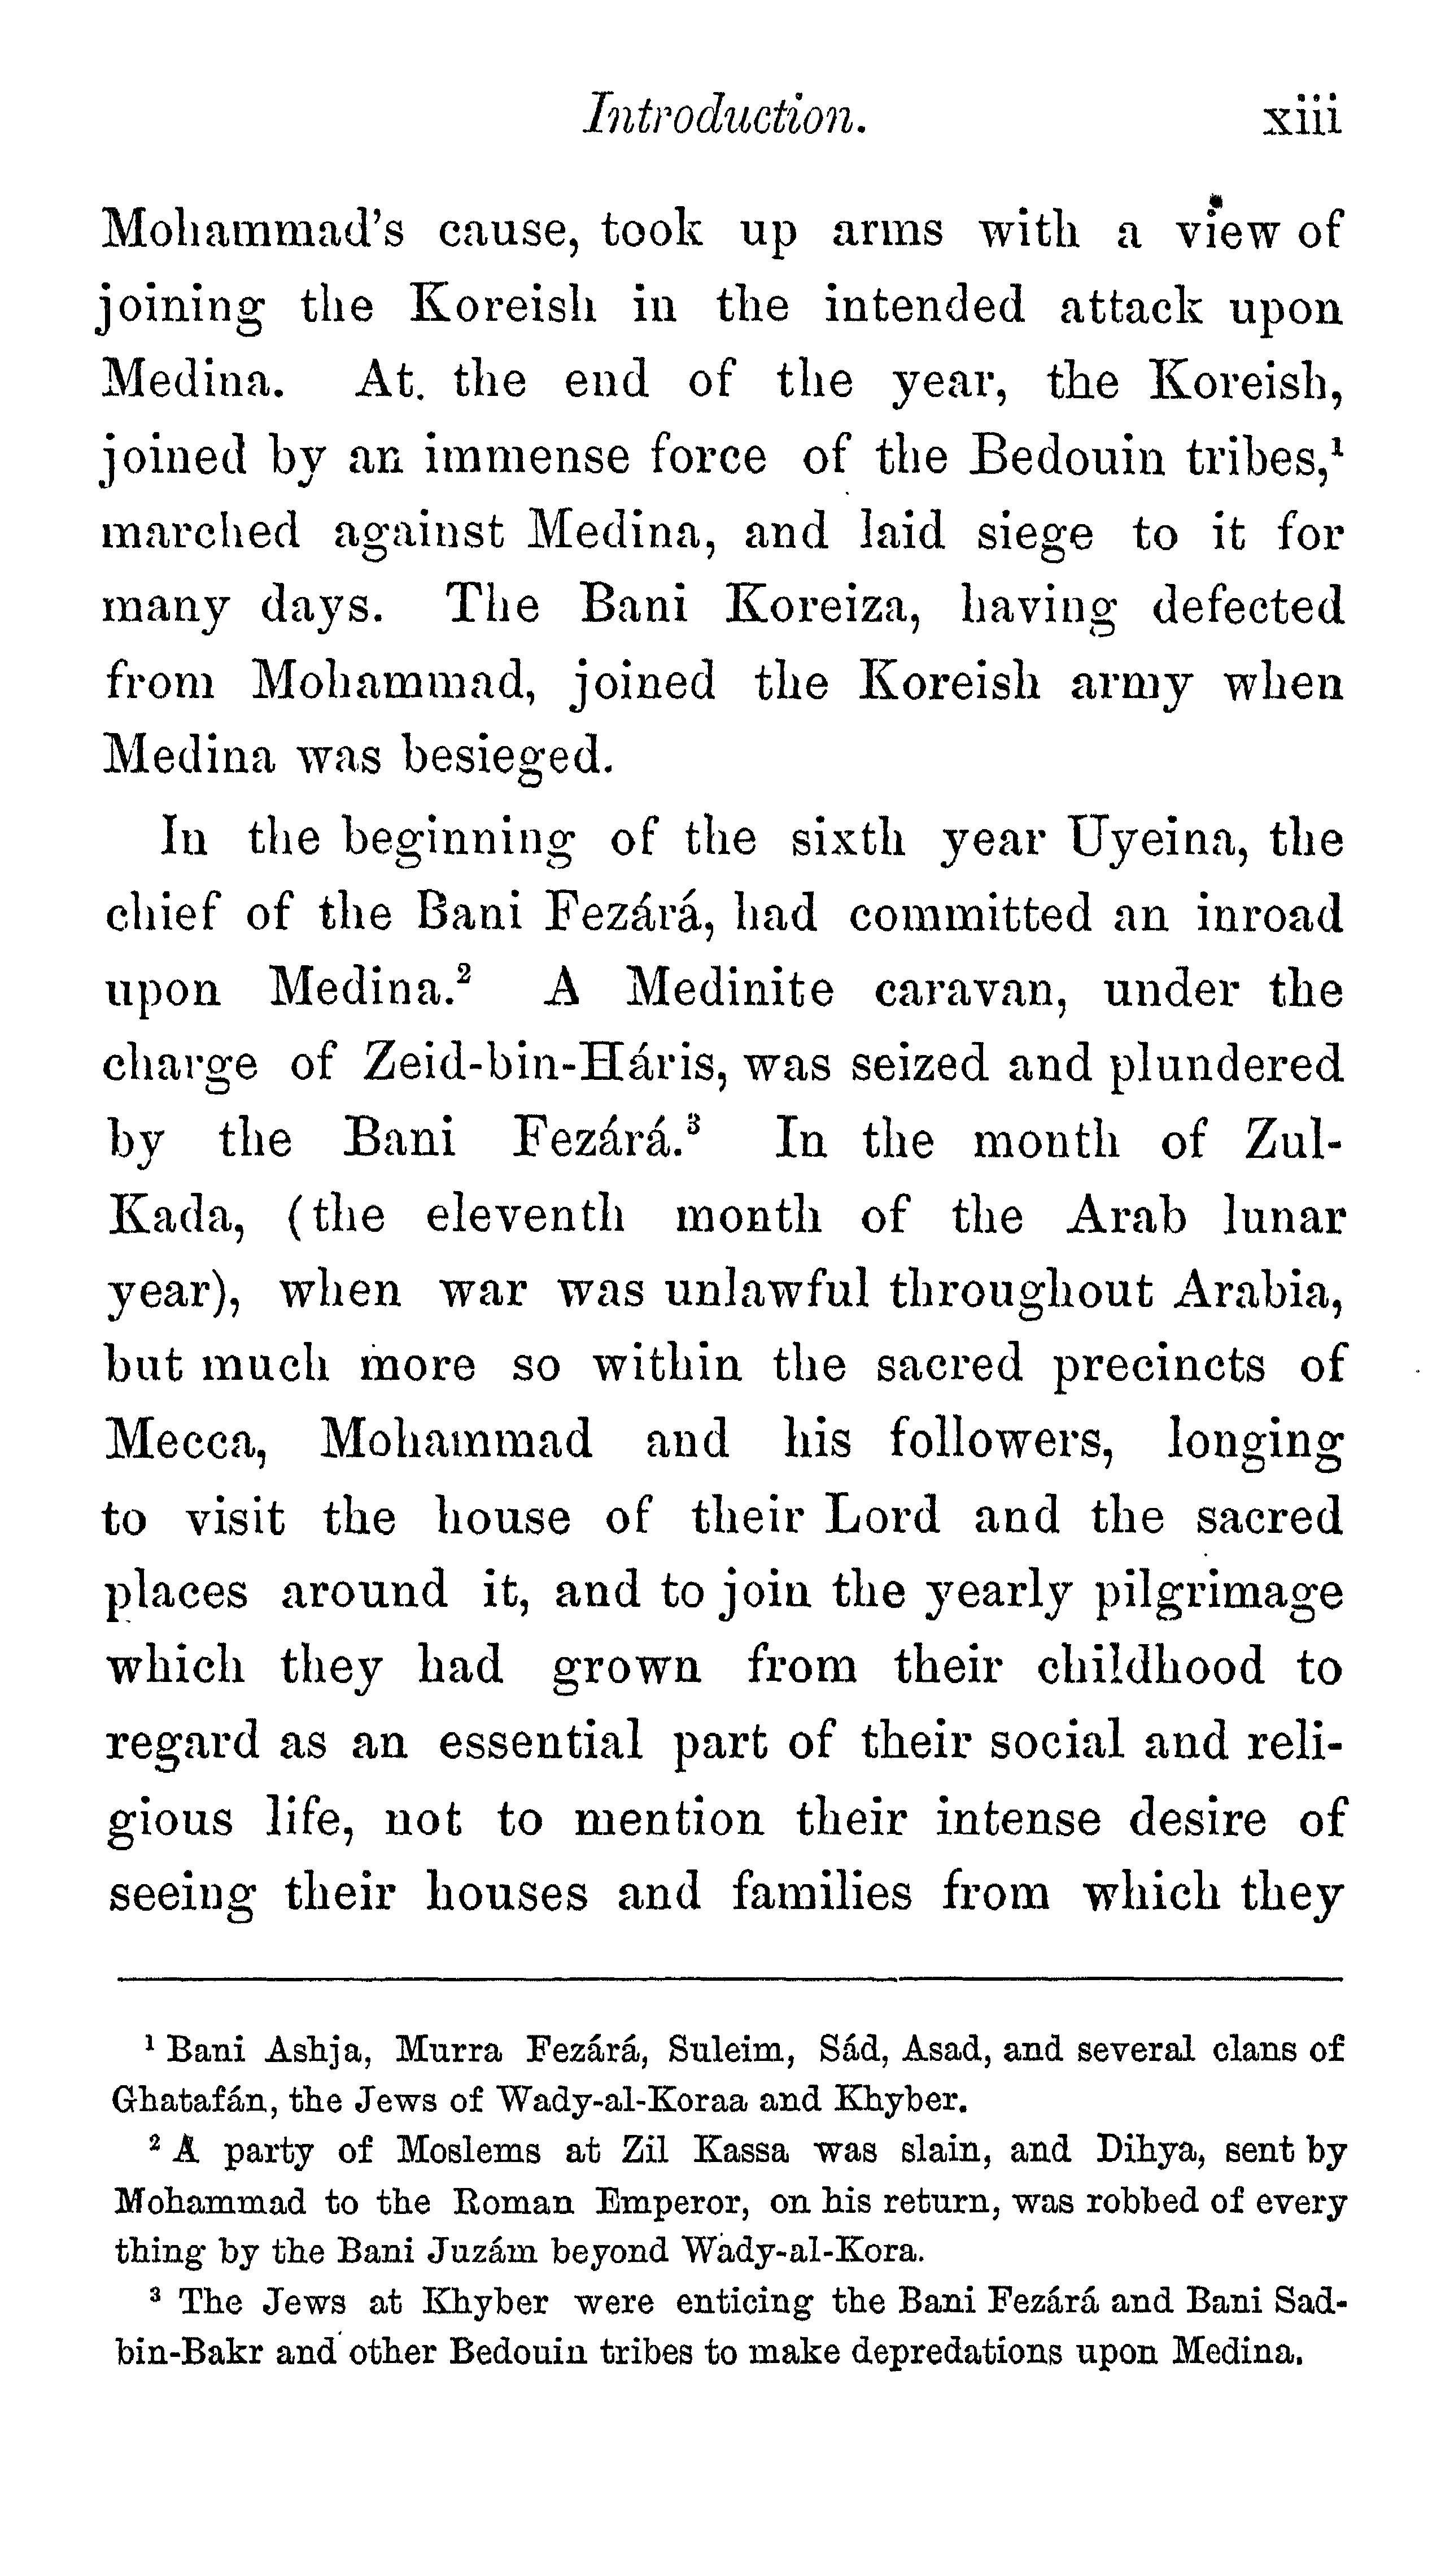 Introduction. xiii
Mohammad's cause, took up arms with a view of
joining the Koreish in the intended attack upon
Medina. At. the end of the year, the Koreish,
joined by an immense force of the Bedouin tribes,¹
marched against Medina, and laid siege to it for
many days. The Bani Koreiza, having defected
from Mohammad, joined the Koreish army when
Medina was besieged.
In the beginning of the sixth year Uyeina, the
chief of the Bani Fezárá, had committed an inroad
upon Medina.² A Medinite caravan, under the
charge of Zeid-bin-Háris, was seized and plundered
by the Bani Fezárá.³ In the month of Zul-
Kada, (the eleventh month of the Arab lunar
year), when war was unlawful throughout Arabia,
but much more so within the sacred precincts of
Mecca, Mohammad and his followers, longing
to visit the house of their Lord and the sacred
places around it, and to join the yearly pilgrimage
which they had grown from their childhood to
regard as an essential part of their social and reli-
gious life, not to mention their intense desire of
seeing their houses and families from which they
¹ Bani Ashja, Murra Fezárá, Suleim, Sád, Asad, and several clans of
Ghatafán, the Jews of Wady-al-Koraa and Khyber.
² A party of Moslems at Zil Kassa was slain, and Dihya, sent by
Mohammad to the Roman Emperor, on his return, was robbed of every
thing by the Bani Juzám beyond Wady-al-Kora.
³ The Jews at Khyber were enticing the Bani Fezárá and Bani Sad-
bin-Bakr and other Bedouin tribes to make depredations upon Medina.